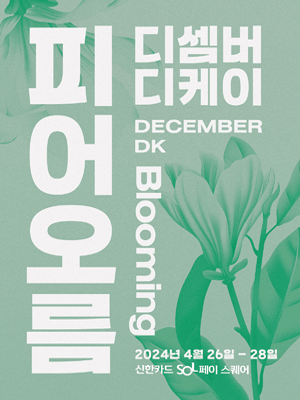 피어오름
디셈버
디케이
DECEMBER
DK
Blooming
2024년 4월 26일 – 28일
신한카드 SOL페이 스퀘어